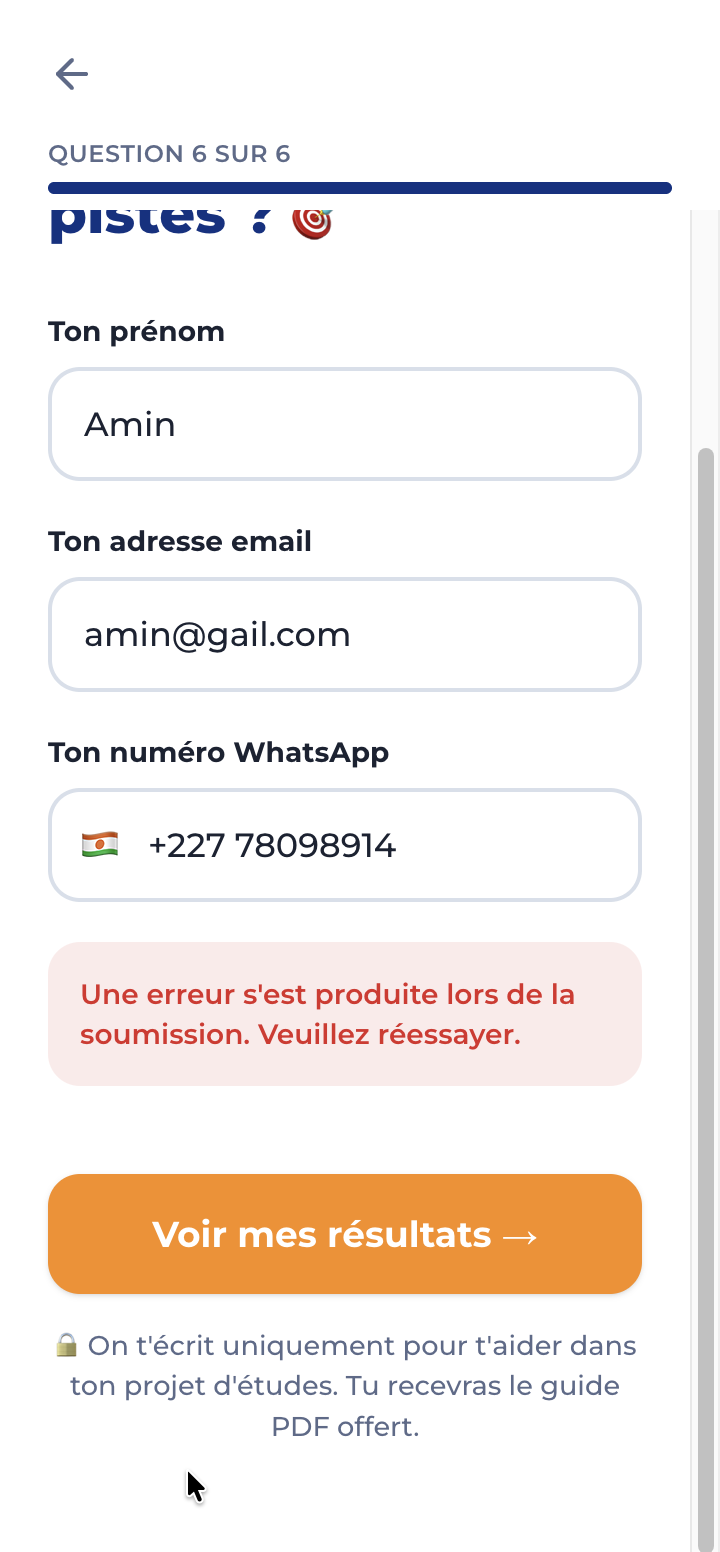 QUESTION 6 SUR 6
pistes ? 🎯
Ton prénom
Amin
Ton adresse email
amin@gail.com
Ton numéro WhatsApp
🇳🇪 +227 78098914
Une erreur s'est produite lors de la
soumission. Veuillez réessayer.
Voir mes résultats →
🔒 On t'écrit uniquement pour t'aider dans
ton projet d'études. Tu recevras le guide
PDF offert.